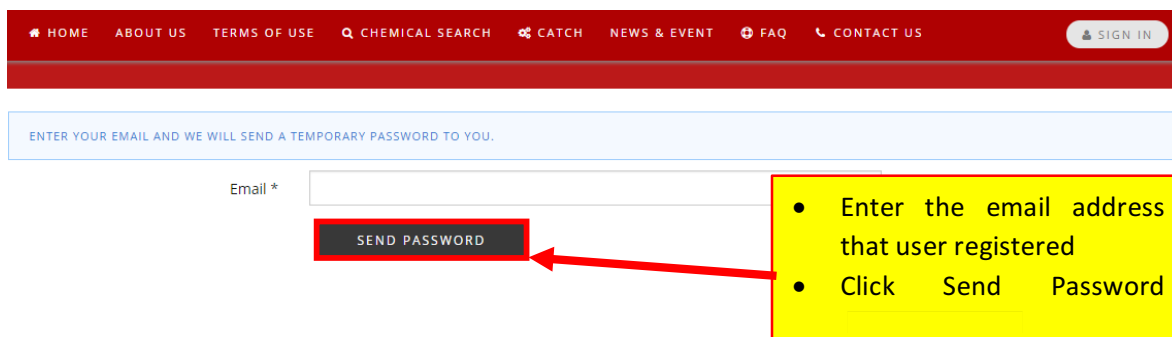 HOME ABOUT US TERMS OF USE CHEMICAL SEARCH CATCH NEWS & EVENT FAQ CONTACT US SIGN IN
ENTER YOUR EMAIL AND WE WILL SEND A TEMPORARY PASSWORD TO YOU.
Email *
SEND PASSWORD
• Enter the email address
that user registered
• Click Send Password